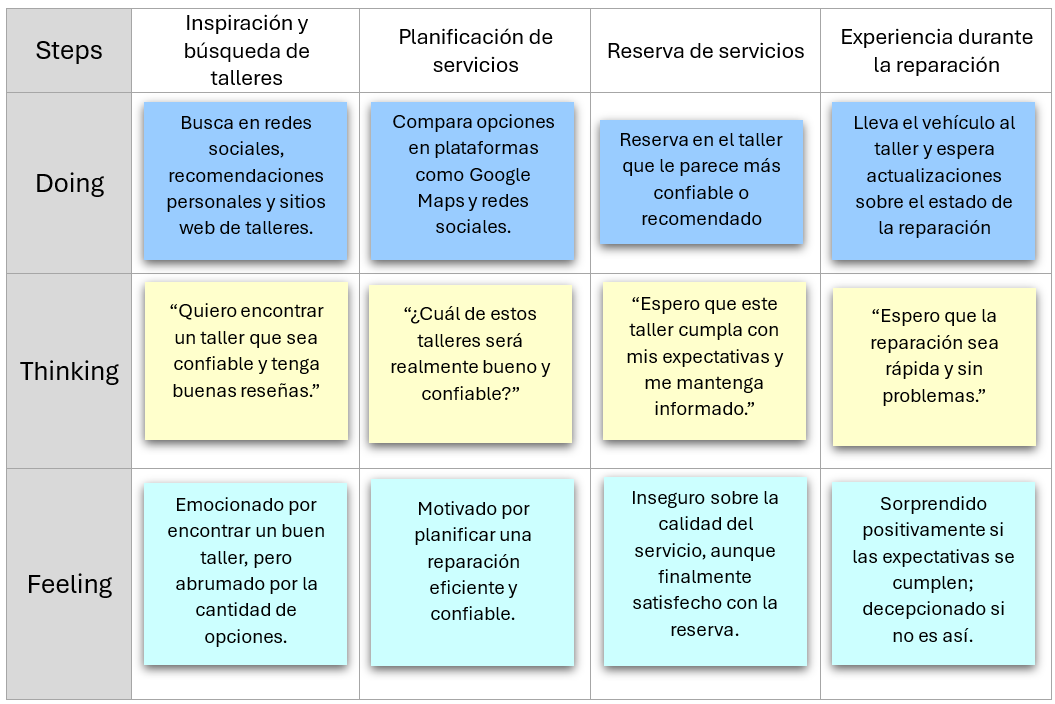 Steps
Inspiración y
búsqueda de
talleres
Planificación de
servicios
Reserva de servicios
Experiencia durante
la reparación
Doing
Busca en redes
sociales,
recomendaciones
personales y sitios
web de talleres.
Compara opciones
en plataformas
como Google
Maps y redes
sociales.
Reserva en el taller
que le parece más
confiable o
recomendado
Lleva el vehículo al
taller y espera
actualizaciones
sobre el estado de
la reparación
Thinking
“Quiero encontrar
un taller que sea
confiable y tenga
buenas reseñas.”
“¿Cuál de estos
talleres será
realmente bueno y
confiable?”
“Espero que este
taller cumpla con
mis expectativas y
me mantenga
informado.”
“Espero que la
reparación sea
rápida y sin
problemas.”
Feeling
Emocionado por
encontrar un buen
taller, pero
abrumado por la
cantidad de
opciones.
Motivado por
planificar una
reparación
eficiente y
confiable.
Inseguro sobre la
calidad del
servicio, aunque
finalmente
satisfecho con la
reserva.
Sorprendido
positivamente si
las expectativas se
cumplen;
decepcionado si
no es así.